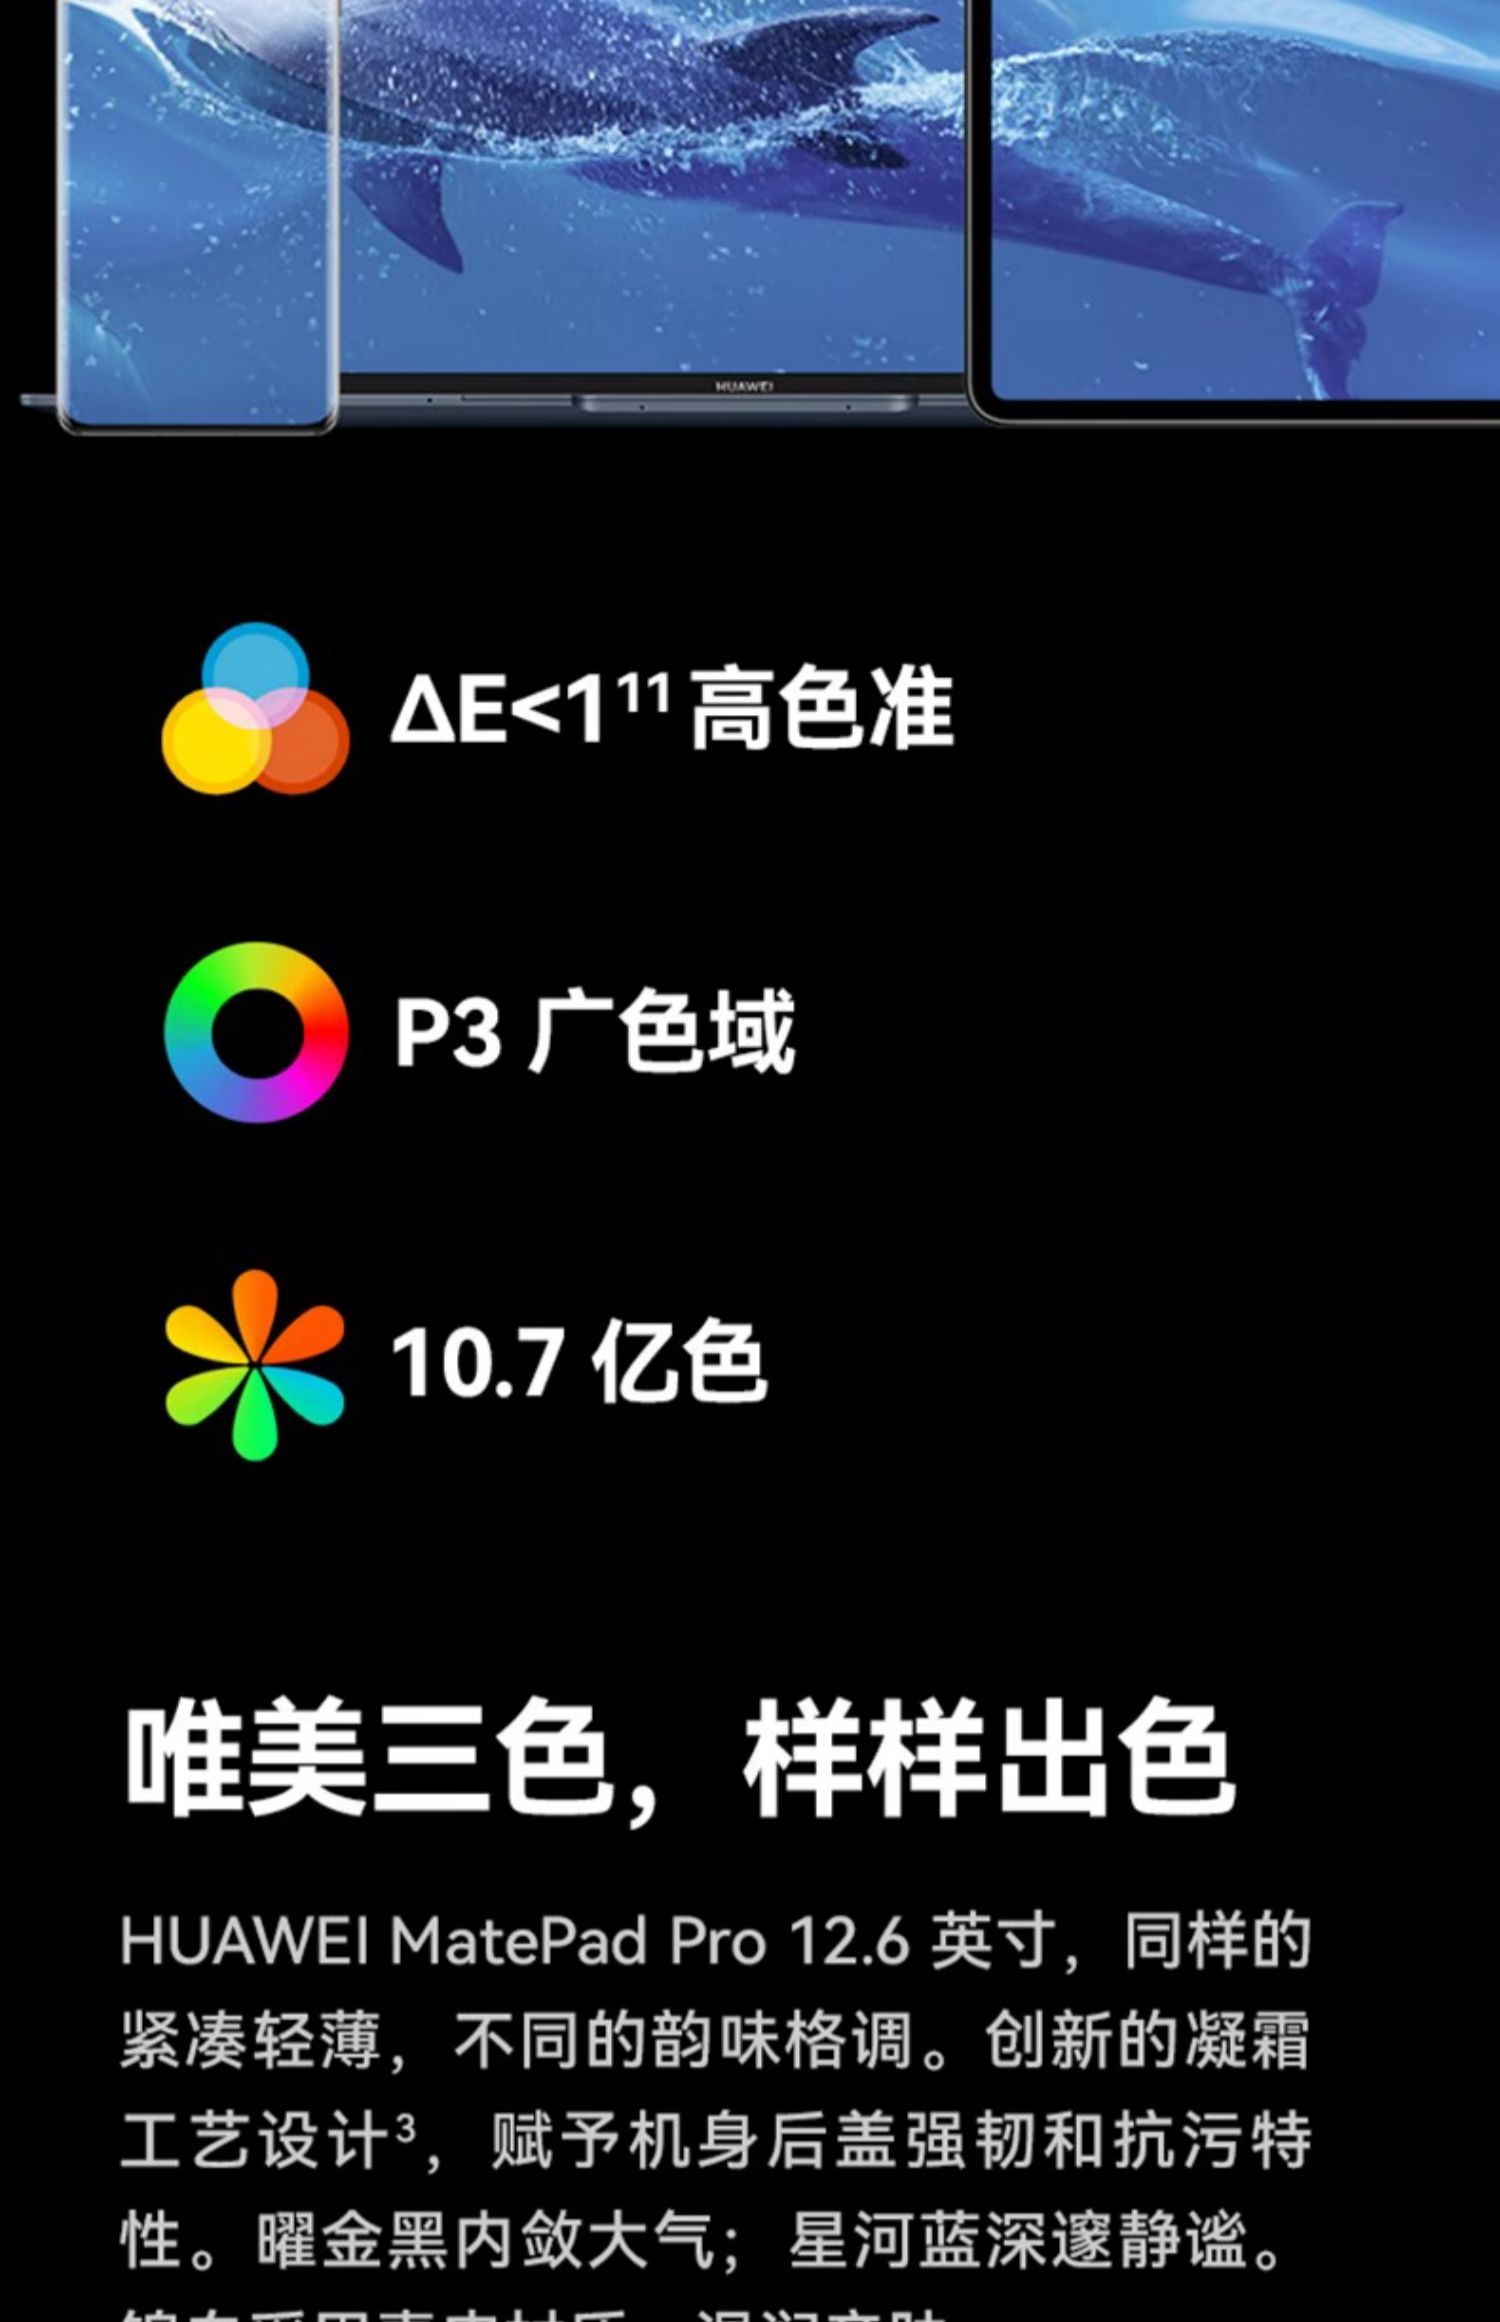 HUAWEI
ΔE<1¹¹ 高色准
P3 广色域
10.7 亿色
唯美三色，样样出色
HUAWEI MatePad Pro 12.6 英寸，同样的
紧凑轻薄，不同的韵味格调。创新的凝霜
工艺设计³，赋予机身后盖强韧和抗污特
性。曜金黑内敛大气；星河蓝深邃静谧。